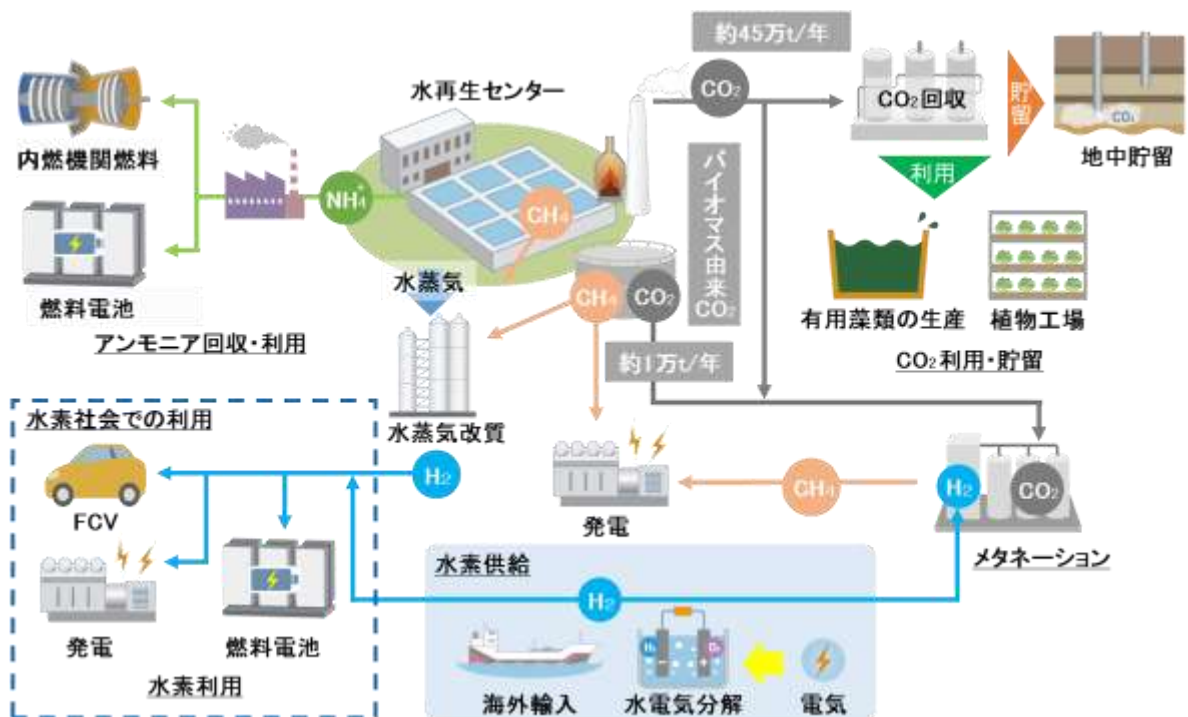 約45万t/年
CO₂
CO₂回収
貯留
CO₂
地中貯留
利用
有用藻類の生産
植物工場
CO₂利用・貯留
水再生センター
内燃機関燃料
NH₄⁺
燃料電池
アンモニア回収・利用
CH₄
水蒸気
CH₄
CO₂
バイオマス由来CO₂
約1万t/年
水蒸気改質
発電
CH₄
H₂
CO₂
メタネーション
水素社会での利用
FCV
H₂
発電
燃料電池
水素利用
水素供給
H₂
海外輸入
H₂
O₂
水電気分解
電気